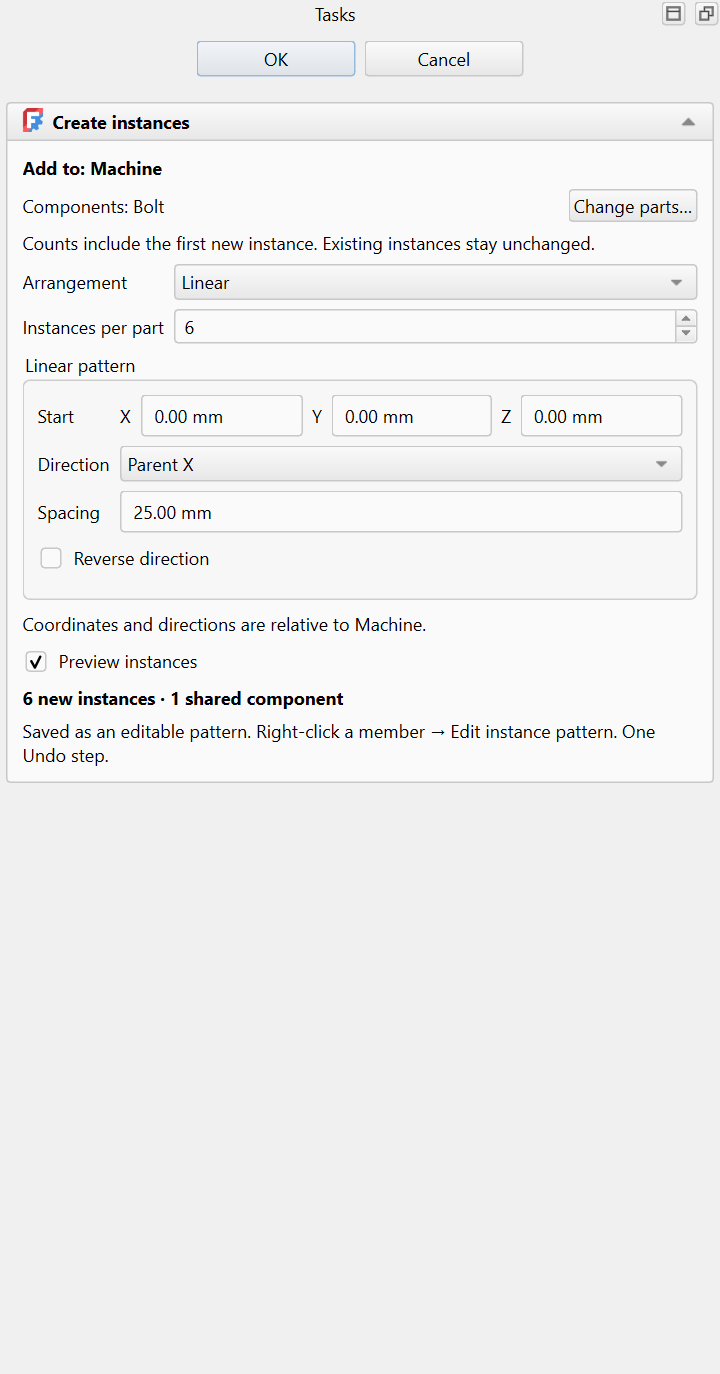 Tasks
OK Cancel
Create instances
Add to: Machine
Components: Bolt Change parts...
Counts include the first new instance. Existing instances stay unchanged.
Arrangement Linear
Instances per part 6
Linear pattern
Start X 0.00 mm Y 0.00 mm Z 0.00 mm
Direction Parent X
Spacing 25.00 mm
Reverse direction
Coordinates and directions are relative to Machine.
Preview instances
6 new instances · 1 shared component
Saved as an editable pattern. Right-click a member → Edit instance pattern. One
Undo step.